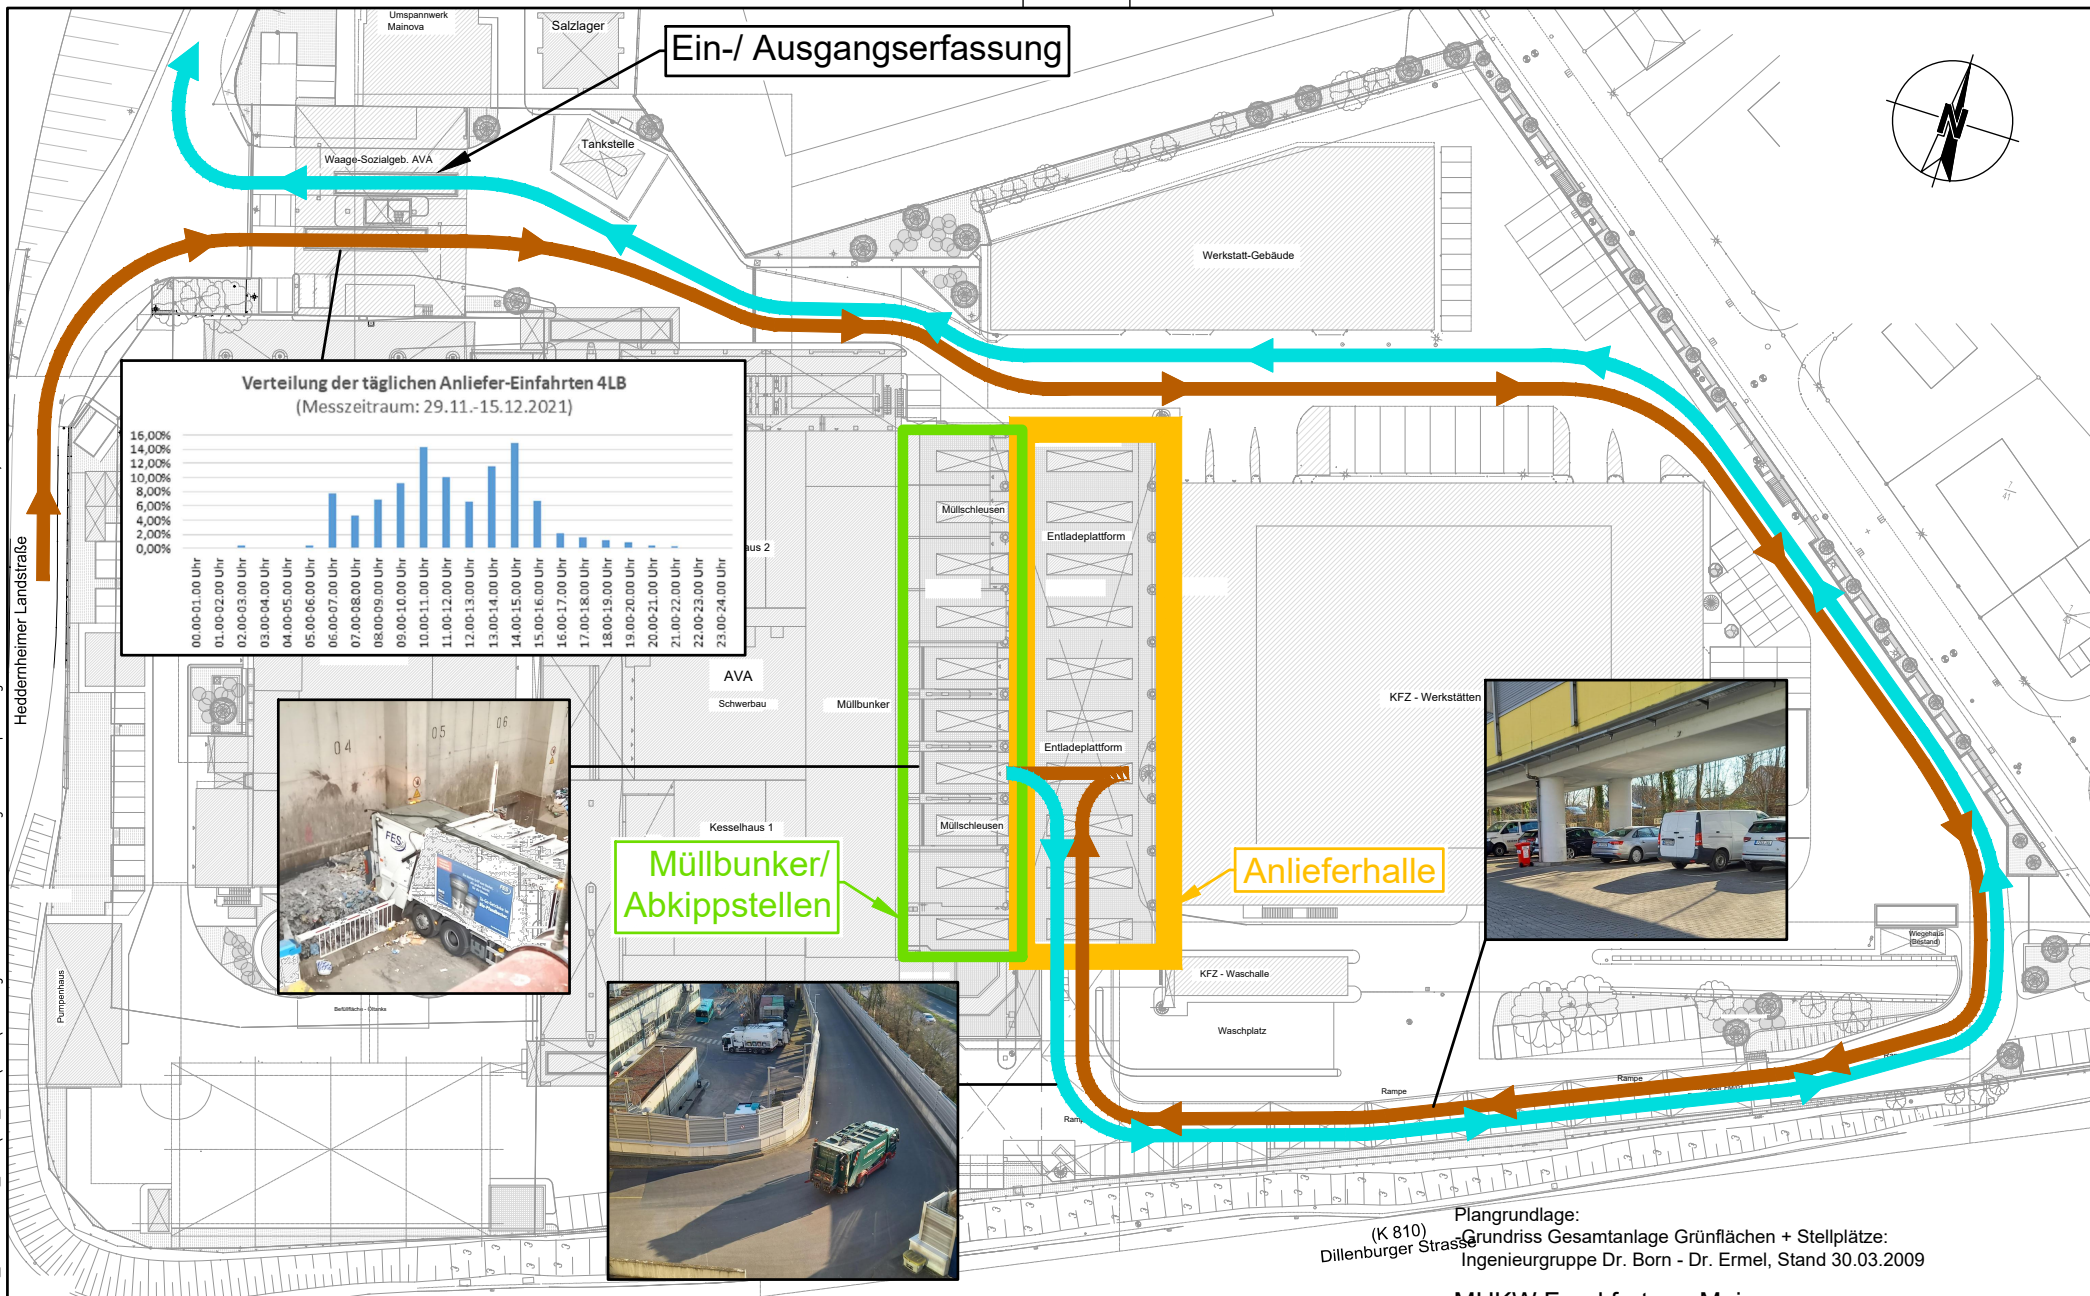 Umspannwerk
Mainova
Salzlager
Ein-/ Ausgangserfassung
N
Tankstelle
Waage-Sozialgeb. AVA
Werkstatt-Gebäude
Verteilung der täglichen Anliefer-Einfahrten 4LB
(Messzeitraum: 29.11.-15.12.2021)
16,00%
14,00%
12,00%
10,00%
8,00%
6,00%
4,00%
2,00%
0,00%
00.00-01.00 Uhr
01.00-02.00 Uhr
02.00-03.00 Uhr
03.00-04.00 Uhr
04.00-05.00 Uhr
05.00-06.00 Uhr
06.00-07.00 Uhr
07.00-08.00 Uhr
08.00-09.00 Uhr
09.00-10.00 Uhr
10.00-11.00 Uhr
11.00-12.00 Uhr
12.00-13.00 Uhr
13.00-14.00 Uhr
14.00-15.00 Uhr
15.00-16.00 Uhr
16.00-17.00 Uhr
17.00-18.00 Uhr
18.00-19.00 Uhr
19.00-20.00 Uhr
20.00-21.00 Uhr
21.00-22.00 Uhr
22.00-23.00 Uhr
23.00-24.00 Uhr
Heddernheimer Landstraße
aus 2
Müllschleusen
Entladeplattform
AVA
Schwerbau
Müllbunker
KFZ - Werkstätten
Entladeplattform
04
05
06
FES
Kesselhaus 1
Müllschleusen
Müllbunker/
Abkippstellen
Anlieferhalle
Wiegehaus
(Bestand)
KFZ - Waschalle
Waschplatz
Pumpenhaus
Rampe
Rampe
(K 810)
Dillenburger Strasse
Plangrundlage:
-Grundriss Gesamtanlage Grünflächen + Stellplätze:
Ingenieurgruppe Dr. Born - Dr. Ermel, Stand 30.03.2009